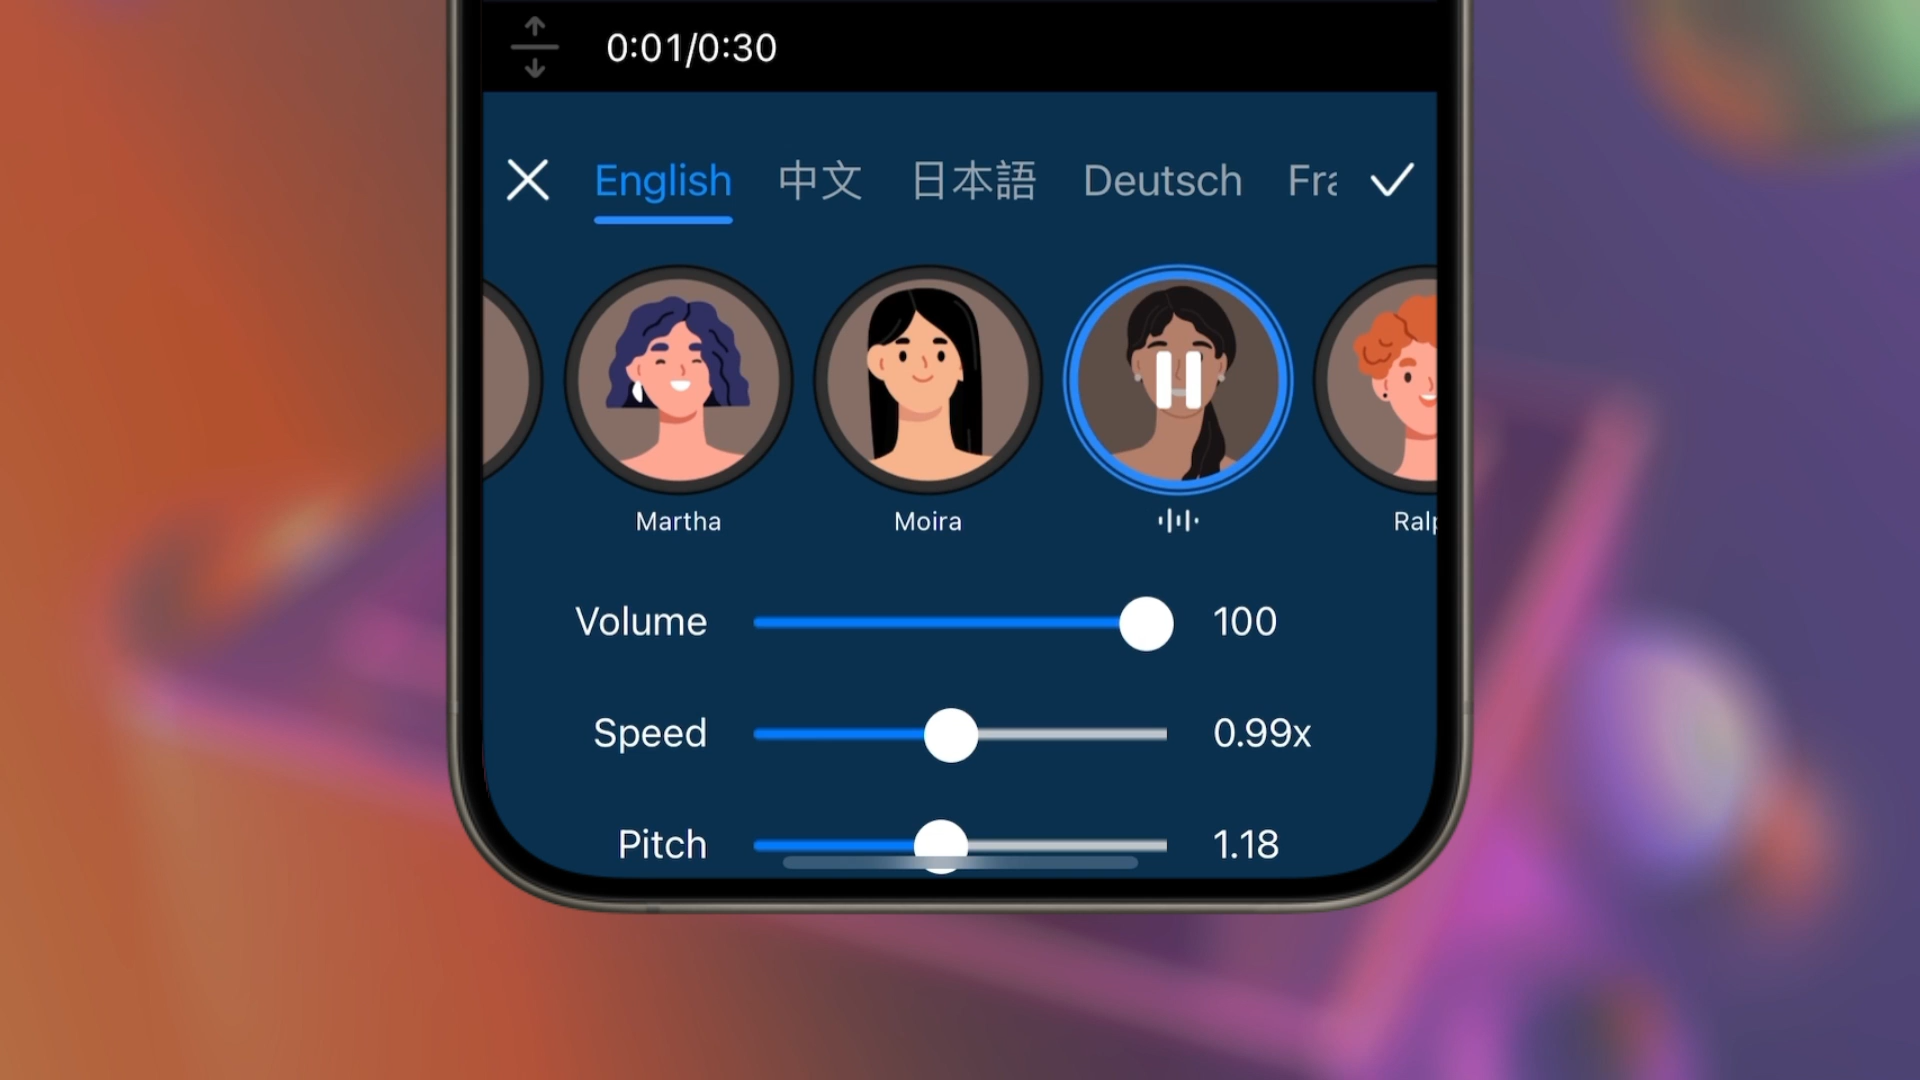 0:01/0:30
English 中文 日本語 Deutsch
Martha Moira
Volume 100
Speed 0.99x
Pitch 1.18